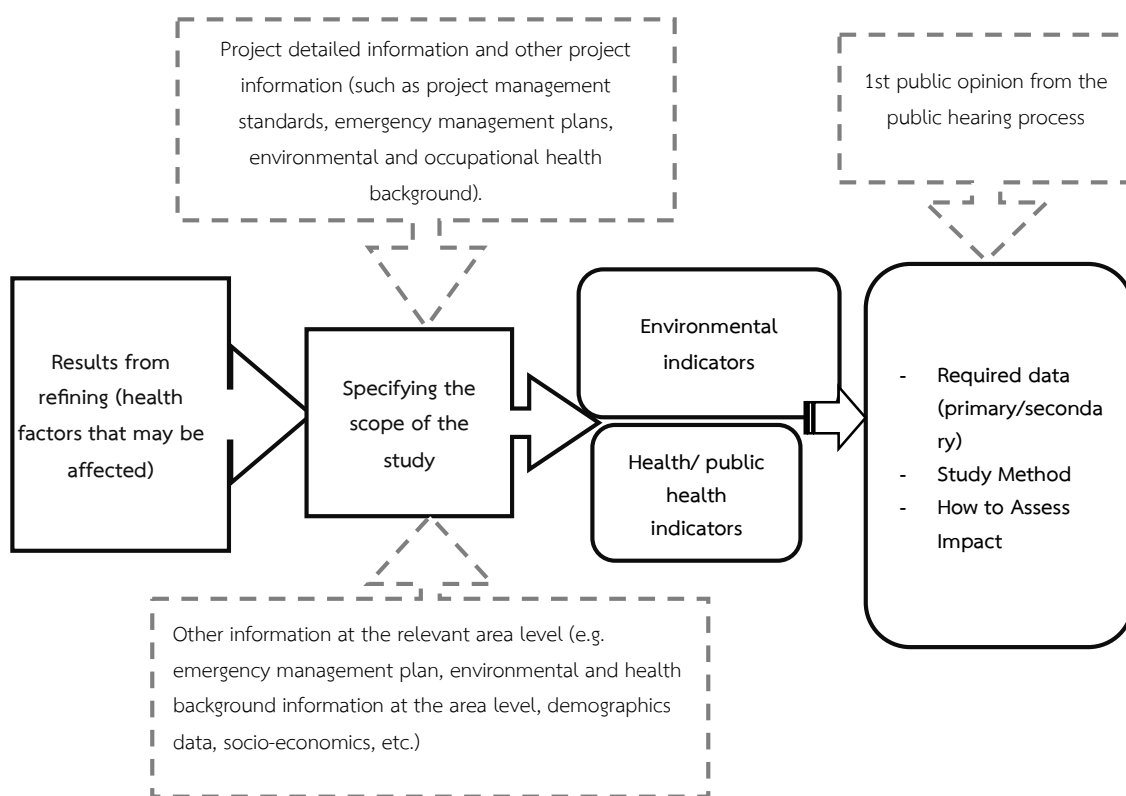 Project detailed information and other project
information (such as project management
standards, emergency management plans,
environmental and occupational health
background).
1st public opinion from the
public hearing process
Results from
refining (health
factors that may be
affected)
Specifying the
scope of the
study
Environmental
indicators
Health/ public
health
indicators
- Required data
(primary/seconda
ry)
- Study Method
- How to Assess
Impact
Other information at the relevant area level (e.g.
emergency management plan, environmental and health
background information at the area level, demographics
data, socio-economics, etc.)